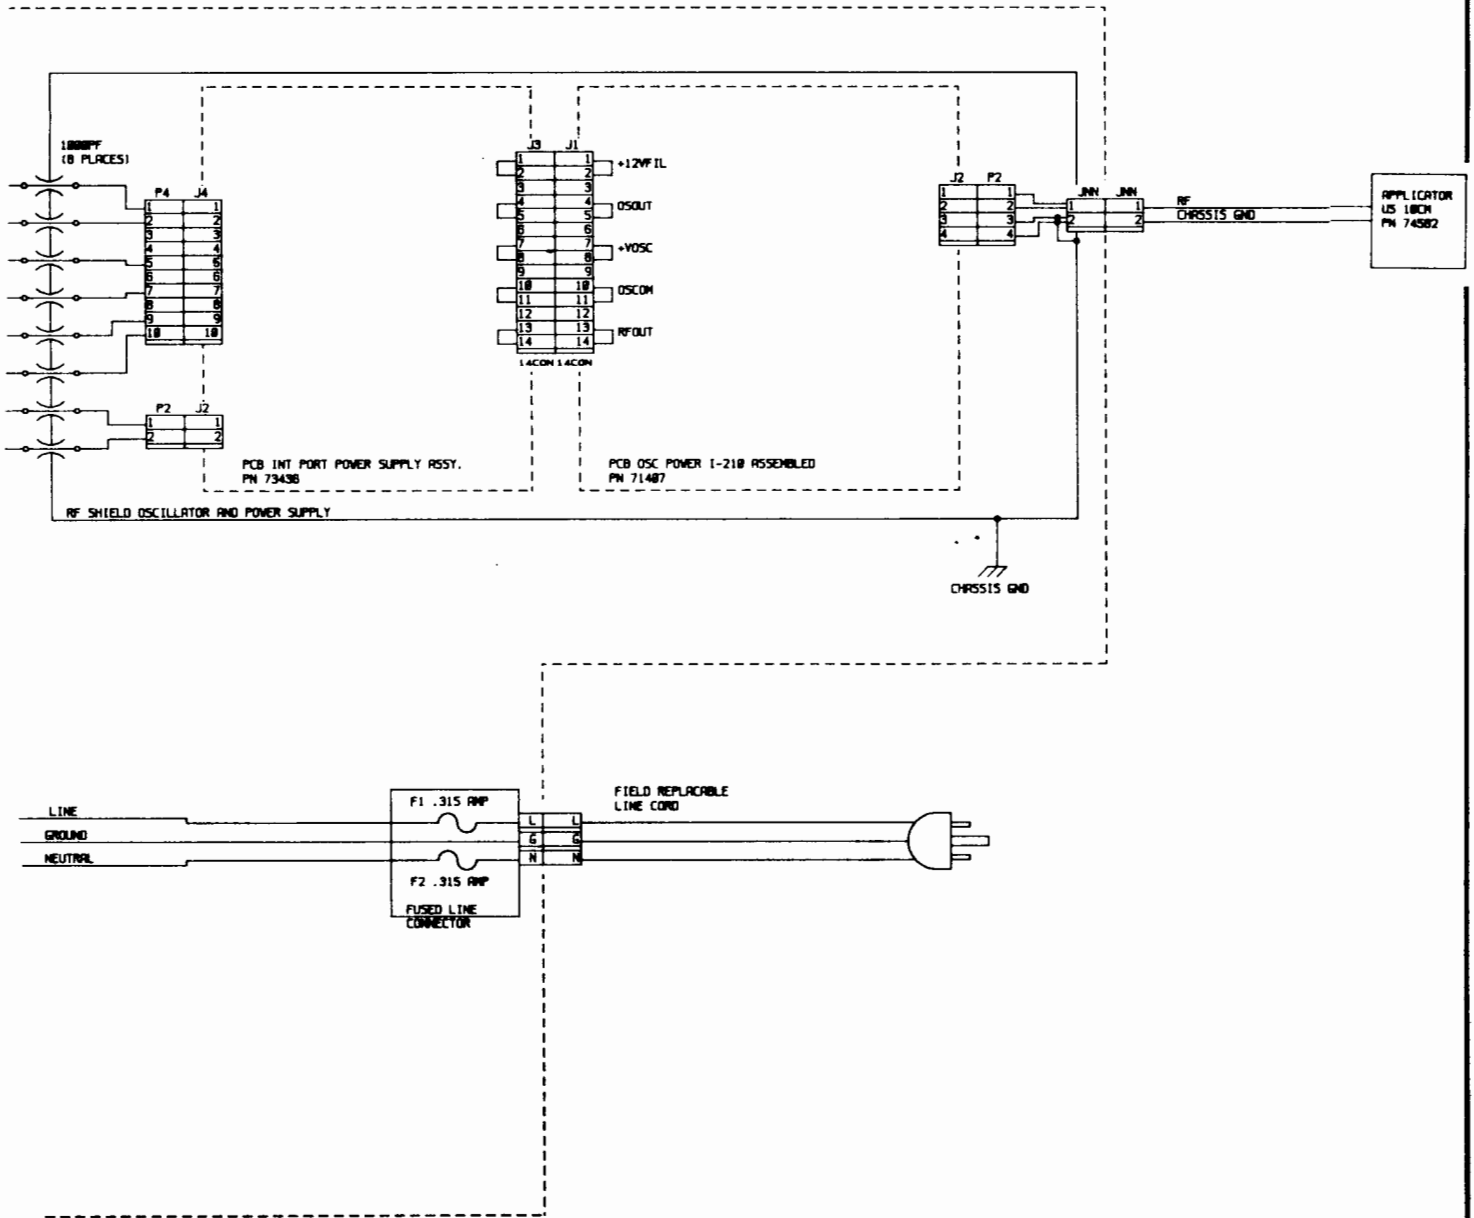 1000PF
(8 PLACES)
P4 J4
1 1
2 2
3 3
4 4
5 5
6 6
7 7
8 8
9 9
10 10
P2 J2
1 1
2 2
J3 J1
1 1
2 2
3 3
4 4
5 5
6 6
7 7
8 8
9 9
10 10
11 11
12 12
13 13
14 14
14CON 14CON
+12VFIL
OSOUT
+VOSC
OSCOM
RFOUT
J2 P2
1 1
2 2
3 3
4 4
JNN JNN
1 1
2 2
RF
CHASSIS GND
APPLICATOR
US 10CM
PN 74502
PCB INT PORT POWER SUPPLY ASSY.
PN 73438
PCB OSC POWER I-210 ASSEMBLED
PN 71407
RF SHIELD OSCILLATOR AND POWER SUPPLY
CHASSIS GND
LINE
GROUND
NEUTRAL
F1 .315 AMP
F2 .315 AMP
FUSED LINE
CONNECTOR
L L
G G
N N
FIELD REPLACABLE
LINE CORD